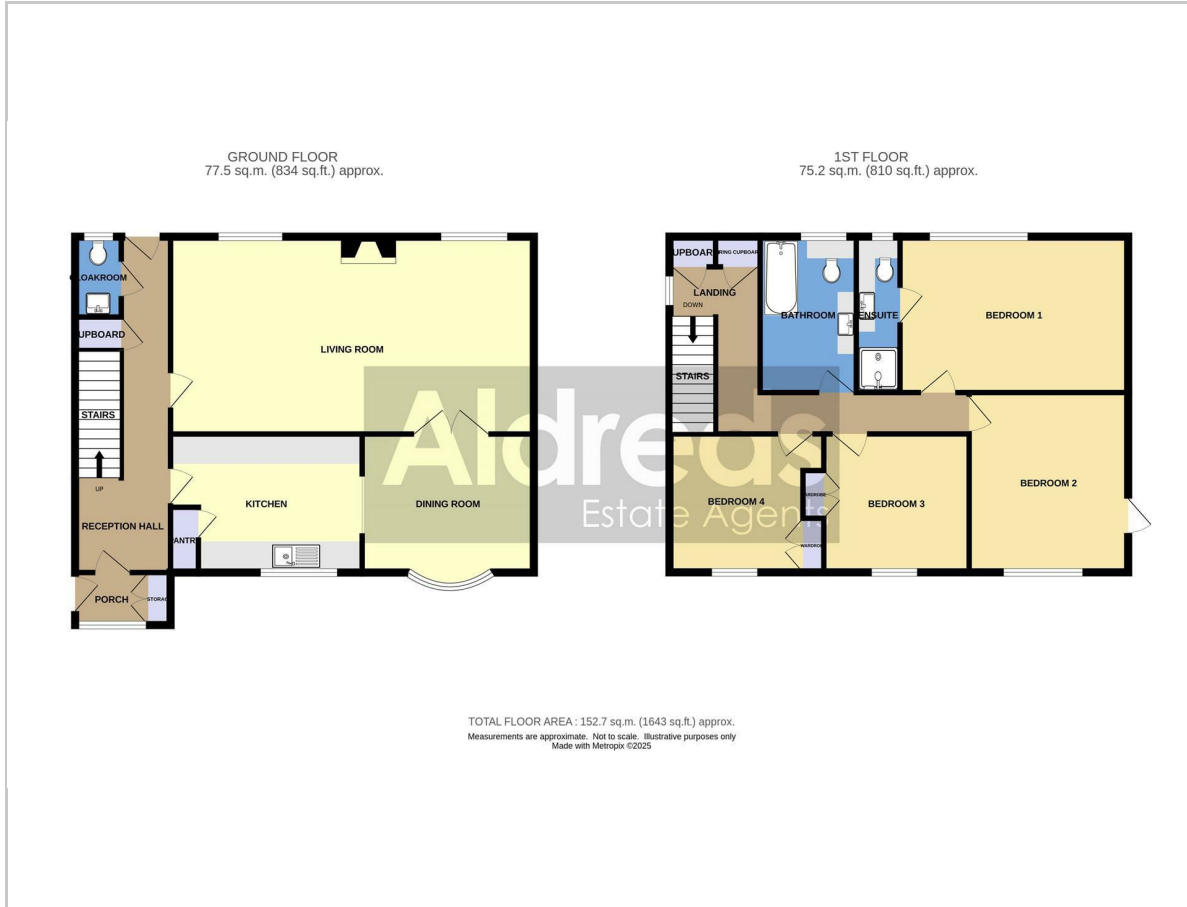 GROUND FLOOR
77.5 sq.m. (834 sq.ft.) approx.
1ST FLOOR
75.2 sq.m. (810 sq.ft.) approx.
LOAKROOM
UPBOARD
LIVING ROOM
STAIRS
UP
KITCHEN
DINING ROOM
RECEPTION HALL
PANTR
PORCH
STORAG
UPBOAR
RING CUPBOAR
LANDING
DOWN
BATHROOM
ENSUITE
BEDROOM 1
STAIRS
BEDROOM 4
WARDROBE
WARDROBE
BEDROOM 3
BEDROOM 2
Aldreds
Estate Agents
TOTAL FLOOR AREA : 152.7 sq.m. (1643 sq.ft.) approx.
Measurements are approximate. Not to scale. Illustrative purposes only
Made with Metropix ©2025